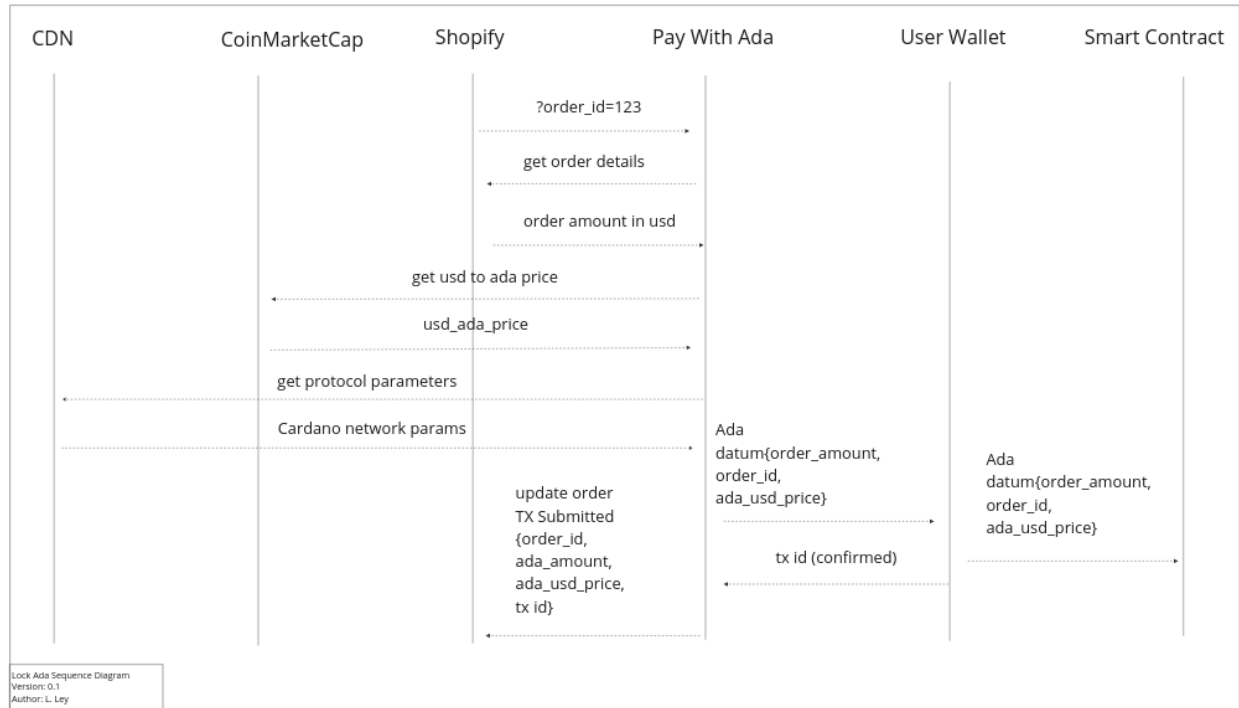 CDN
CoinMarketCap
Shopify
Pay With Ada
User Wallet
Smart Contract
?order_id=123
get order details
order amount in usd
get usd to ada price
usd_ada_price
get protocol parameters
Cardano network params
Ada
datum{order_amount,
order_id,
ada_usd_price}
Ada
datum{order_amount,
order_id,
ada_usd_price}
update order
TX Submitted
{order_id,
ada_amount,
ada_usd_price,
tx id}
tx id (confirmed)
Lock Ada Sequence Diagram
Version: 0.1
Author: L. Ley